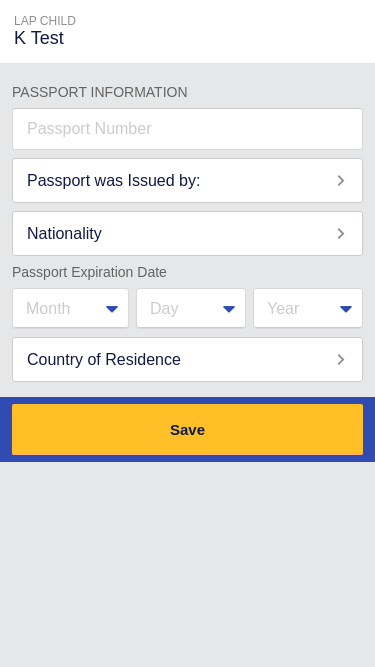 LAP CHILD
K Test
PASSPORT INFORMATION
Passport Number
Passport was Issued by:
Nationality
Passport Expiration Date
Month Day Year
Country of Residence
Save